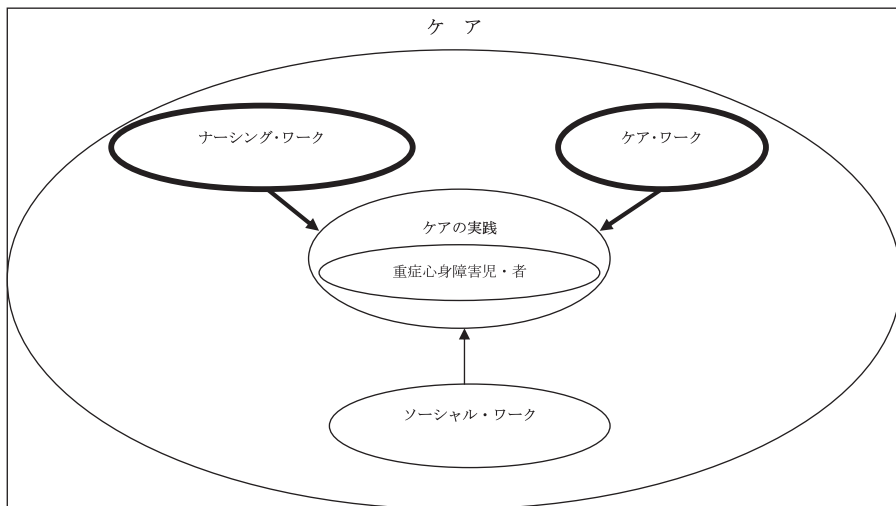 ケ ア
ナーシング・ワーク
ケア・ワーク
ケアの実践
重症心身障害児・者
ソーシャル・ワーク